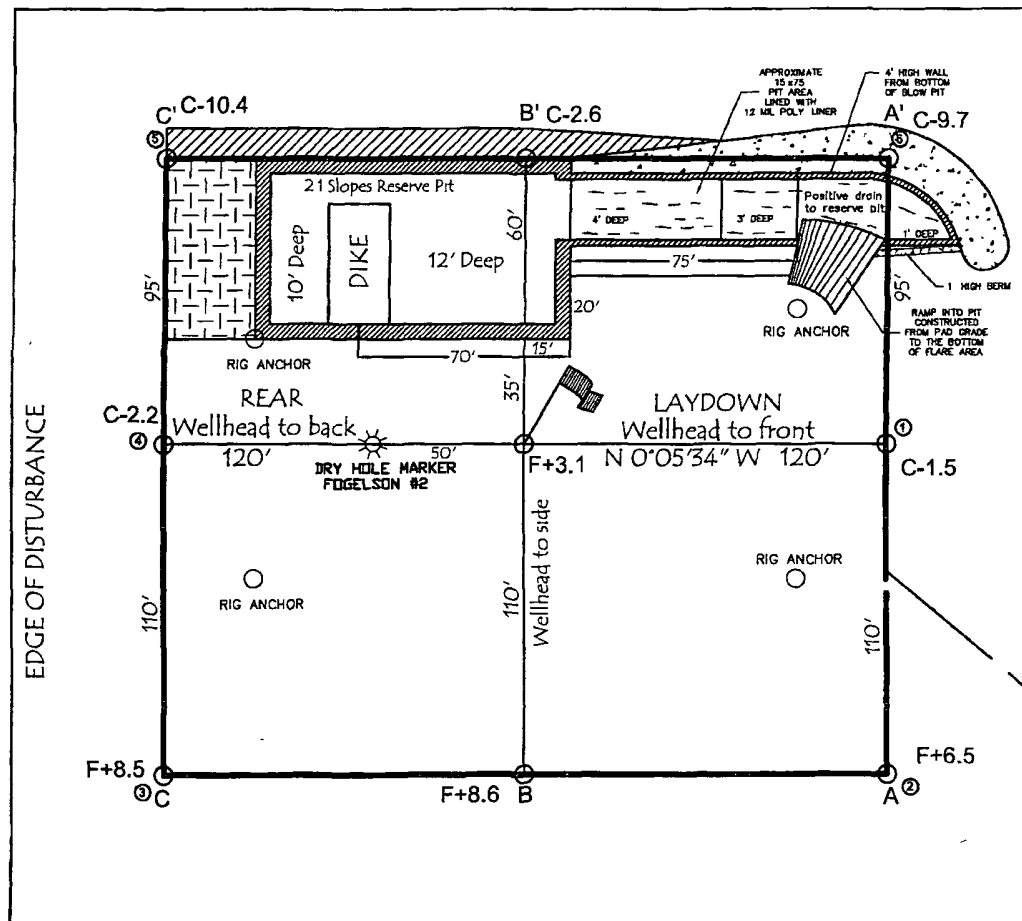 APPROXIMATE
15 x75
PIT AREA
LINED WITH
12 MIL POLY LINER
4' HIGH WALL
FROM BOTTOM
OF BLOW PIT
C' C-10.4
B' C-2.6
A' C-9.7
5
6
21 Slopes Reserve Pit
Positive drain
to reserve pit
4' DEEP
3' DEEP
1' DEEP
60'
95'
10' Deep
DIKE
12' Deep
75'
95'
1 HIGH BERM
20'
RIG ANCHOR
RAMP INTO PIT
CONSTRUCTED
FROM PAD GRADE
TO THE BOTTOM
OF FLARE AREA
RIG ANCHOR
70'
15'
35'
REAR
Wellhead to back
120'
LAYDOWN
Wellhead to front
N 0°05'34" W 120'
C-2.2
4
50'
DRY HOLE MARKER
FOGELSON #2
F+3.1
1
C-1.5
EDGE OF DISTURBANCE
Wellhead to side
RIG ANCHOR
RIG ANCHOR
110'
110'
110'
F+8.5
3 C
F+8.6
B
F+6.5
A 2